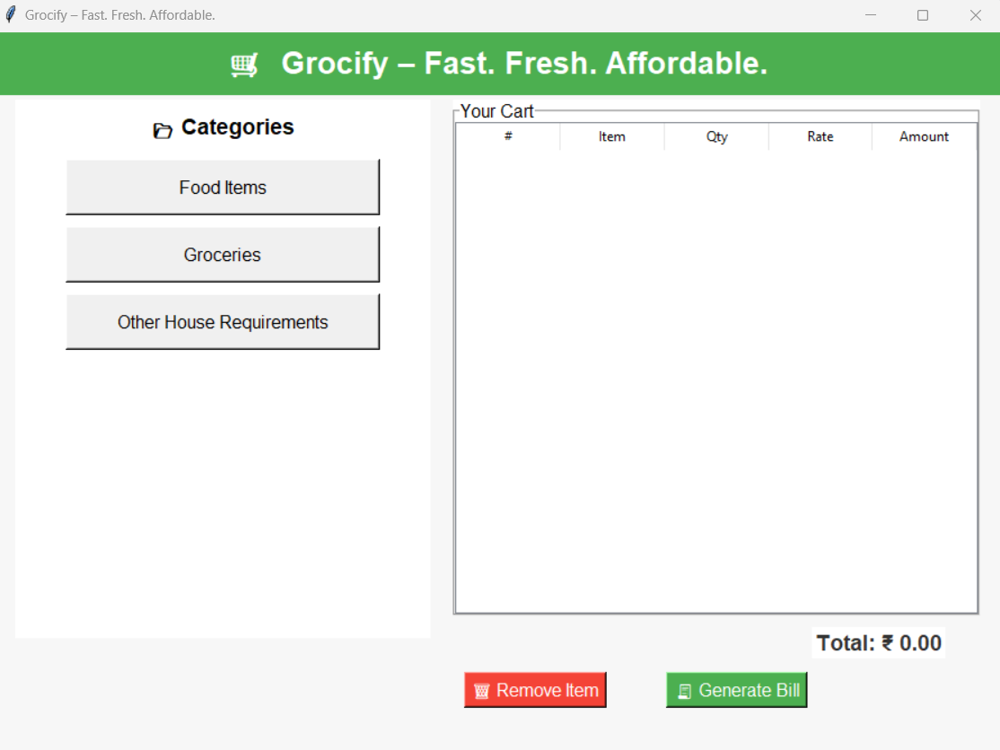 Grocify – Fast. Fresh. Affordable.
Grocify – Fast. Fresh. Affordable.
Categories
Food Items
Groceries
Other House Requirements
Your Cart
# Item Qty Rate Amount
Total: ₹ 0.00
Remove Item
Generate Bill